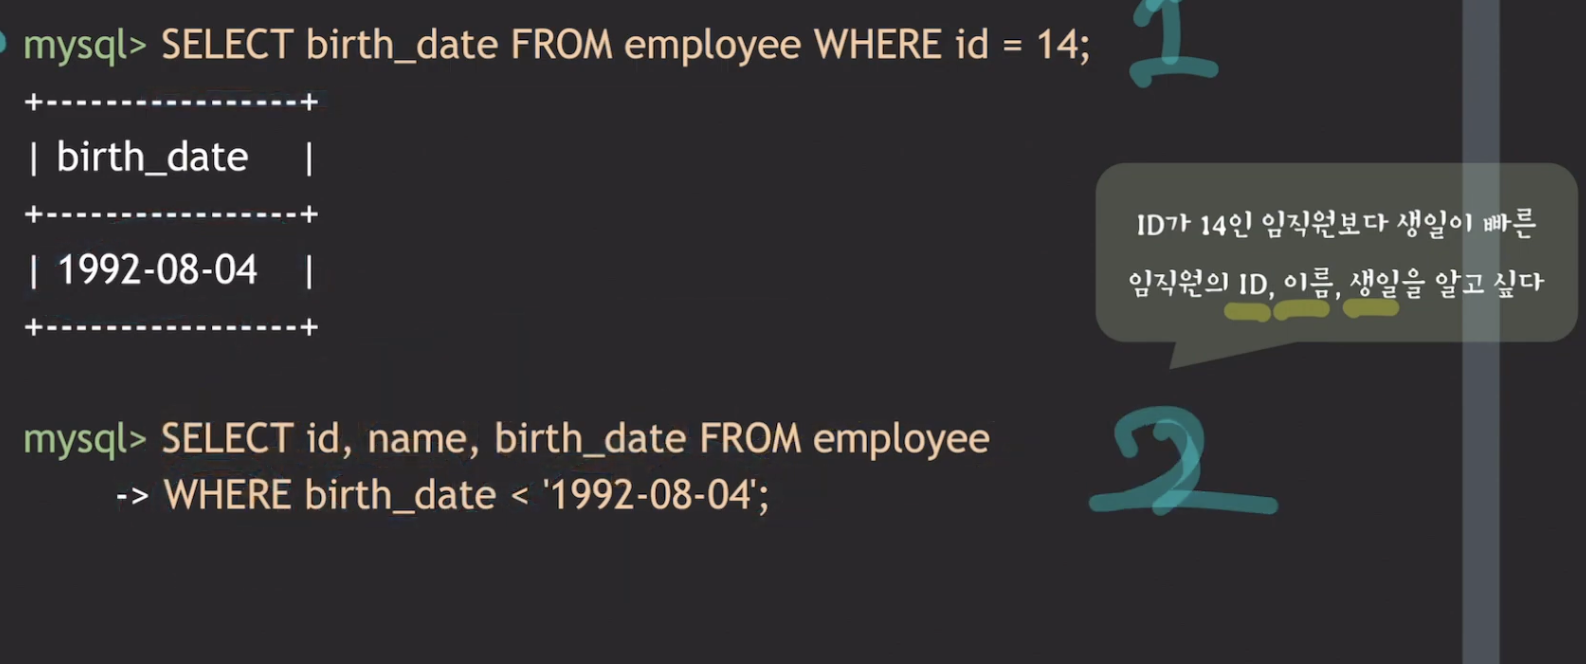 mysql> SELECT birth_date FROM employee WHERE id = 14;
1
+-----------------+
| birth_date |
+-----------------+
| 1992-08-04 |
+-----------------+
ID가 14인 임직원보다 생일이 빠른
임직원의 ID, 이름, 생일을 알고 싶다
mysql> SELECT id, name, birth_date FROM employee
-> WHERE birth_date < '1992-08-04';
2